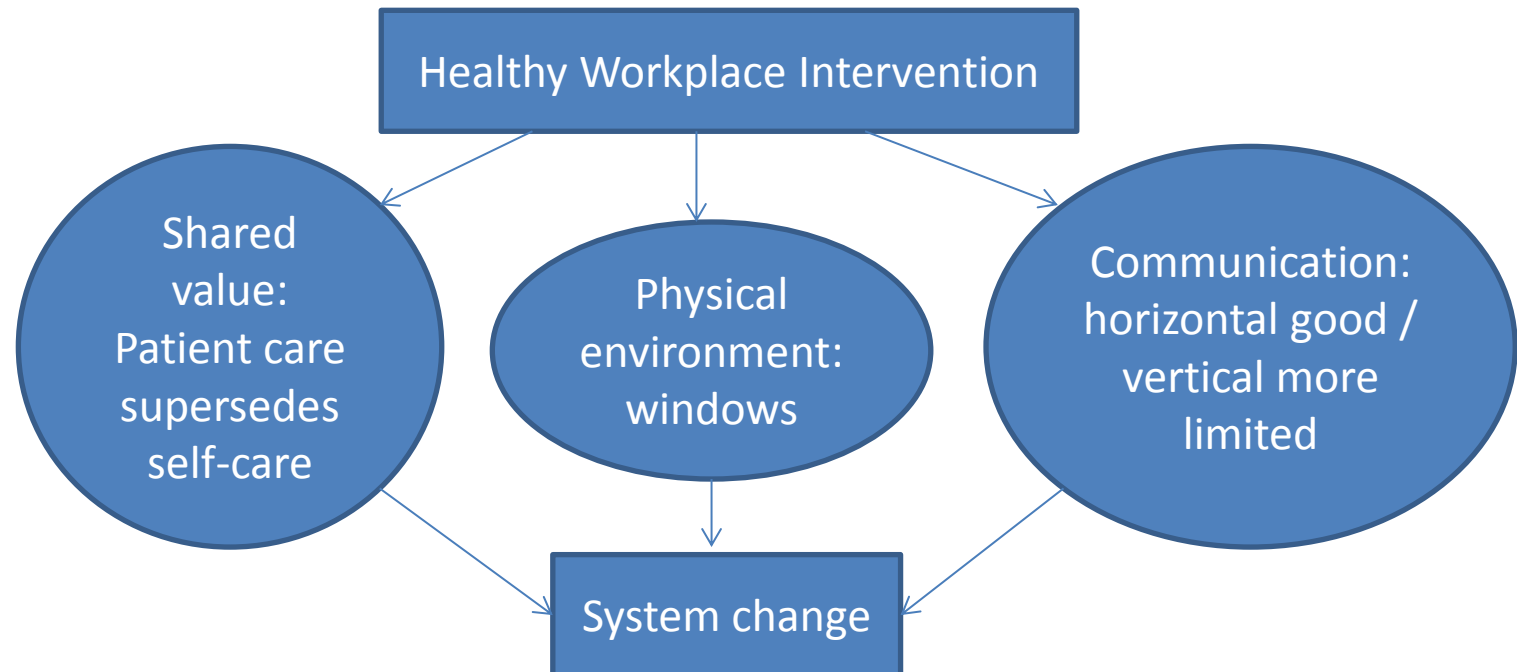 Healthy Workplace Intervention
Shared
value:
Patient care
supersedes
self-care
Physical
environment:
windows
Communication:
horizontal good /
vertical more
limited
System change